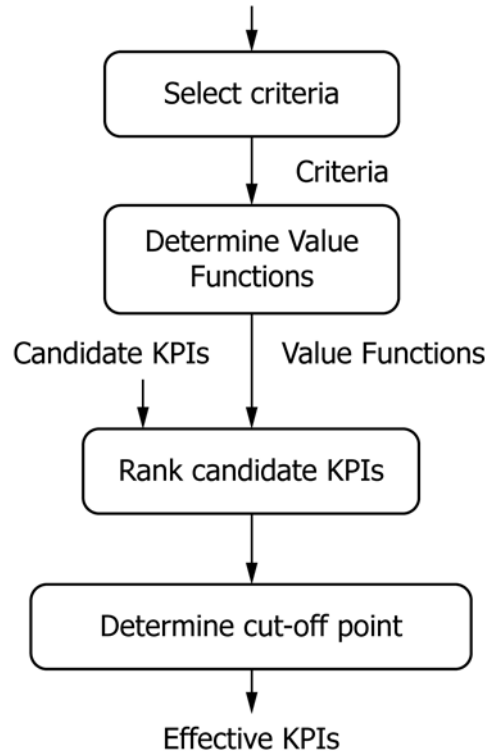 Select criteria
Criteria
Determine Value
Functions
Candidate KPIs
Value Functions
Rank candidate KPIs
Determine cut-off point
Effective KPIs